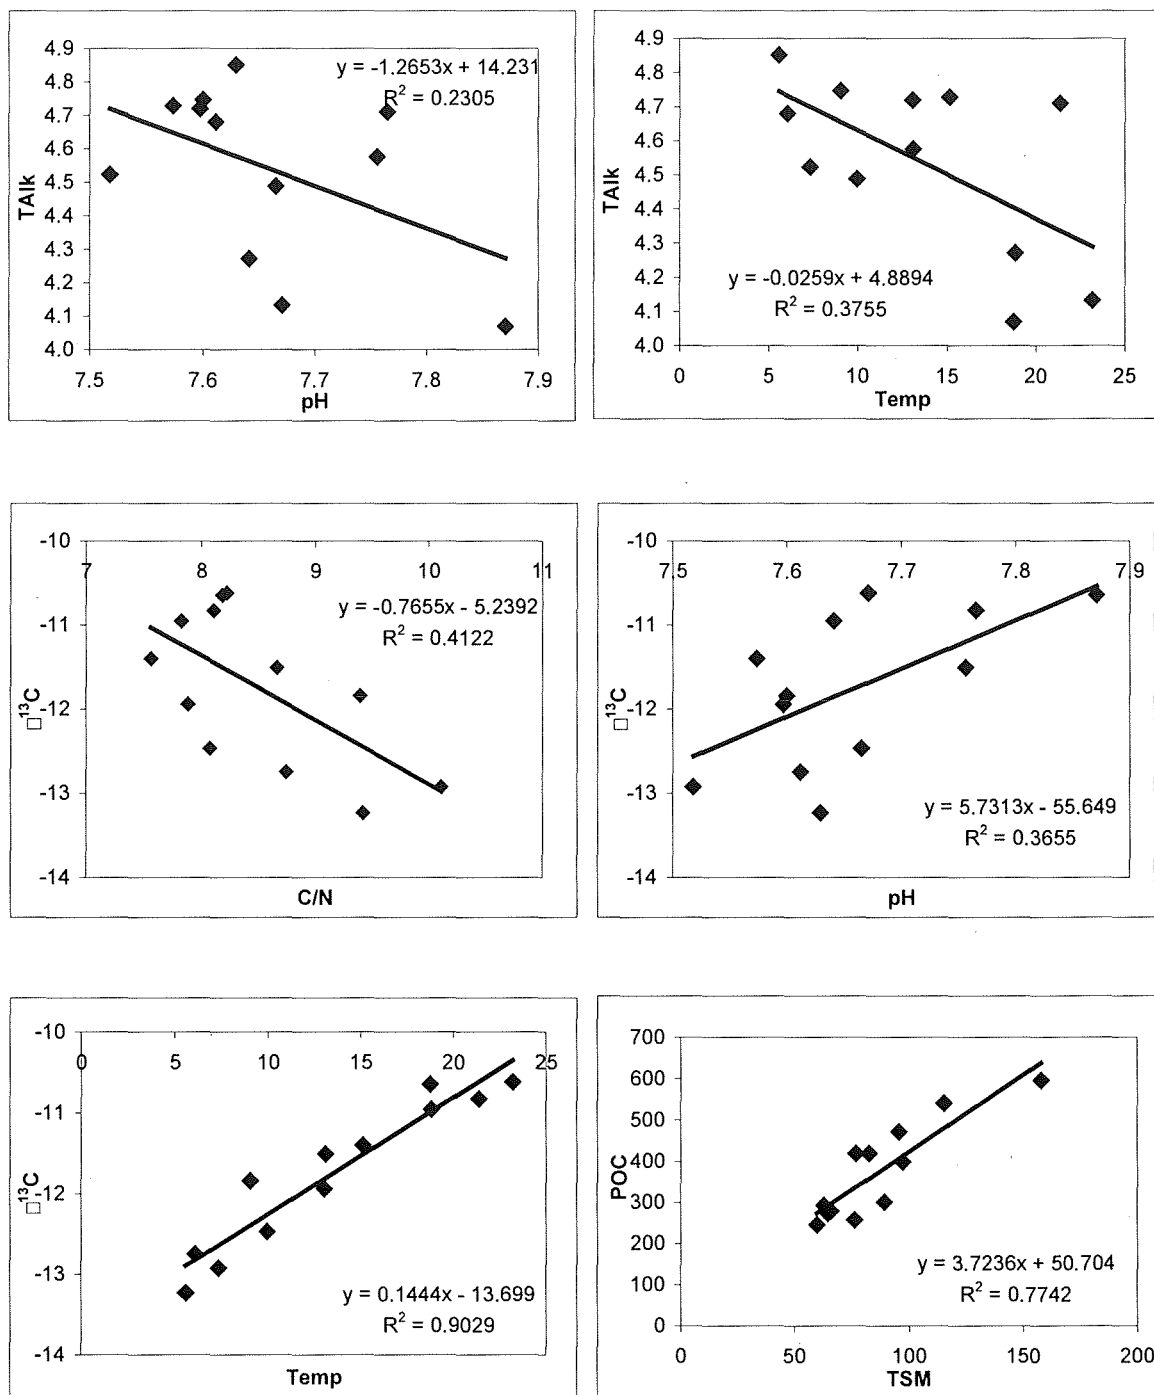 4.9
4.8
4.7
4.6
4.5
4.4
4.3
4.2
4.1
4.0
TAlk
y = -1.2653x + 14.231
R² = 0.2305
7.5 7.6 7.7 7.8 7.9
pH
4.9
4.8
4.7
4.6
4.5
4.4
4.3
4.2
4.1
4.0
TAlk
y = -0.0259x + 4.8894
R² = 0.3755
0 5 10 15 20 25
Temp
-10
7 8 9 10 11
-11
y = -0.7655x - 5.2392
R² = 0.4122
□¹³C
-12
-13
-14
C/N
-10
7.5 7.6 7.7 7.8 7.9
-11
□¹³C
-12
-13
y = 5.7313x - 55.649
R² = 0.3655
-14
pH
-10
0 5 10 15 20 25
-11
□¹³C
-12
-13
y = 0.1444x - 13.699
R² = 0.9029
-14
Temp
700
600
500
400
300
200
100
0
POC
y = 3.7236x + 50.704
R² = 0.7742
0 50 100 150 200
TSM